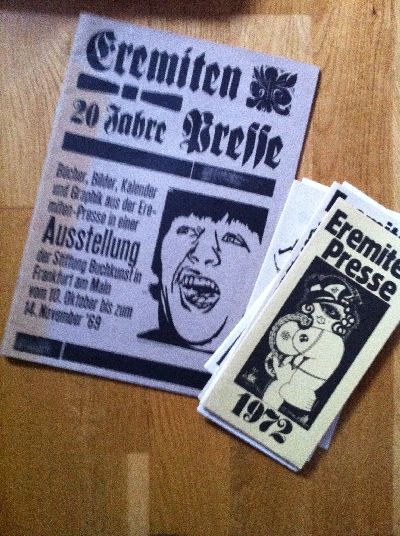 Eremiten
20 Jahre Presse
Bücher, Bilder, Kalender
und Graphik aus der Ere-
miten-Presse in einer
Ausstellung
der Stiftung Buchkunst in
Frankfurt am Main
vom 10. Oktober bis zum
14. November '69
Eremiten
Presse
1972